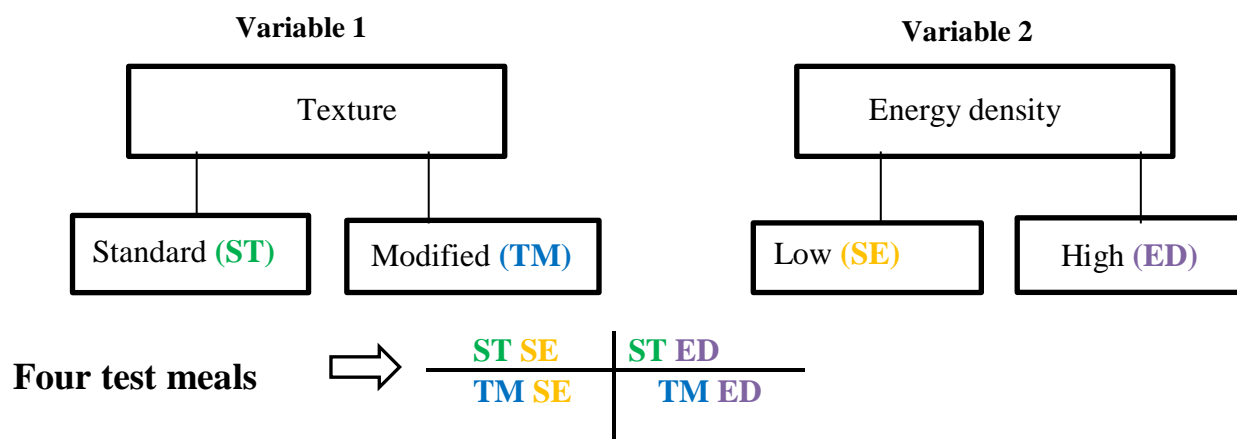 Variable 1
Variable 2
Texture
Energy density
Standard (ST)
Modified (TM)
Low (SE)
High (ED)
Four test meals
ST SE
ST ED
TM SE
TM ED